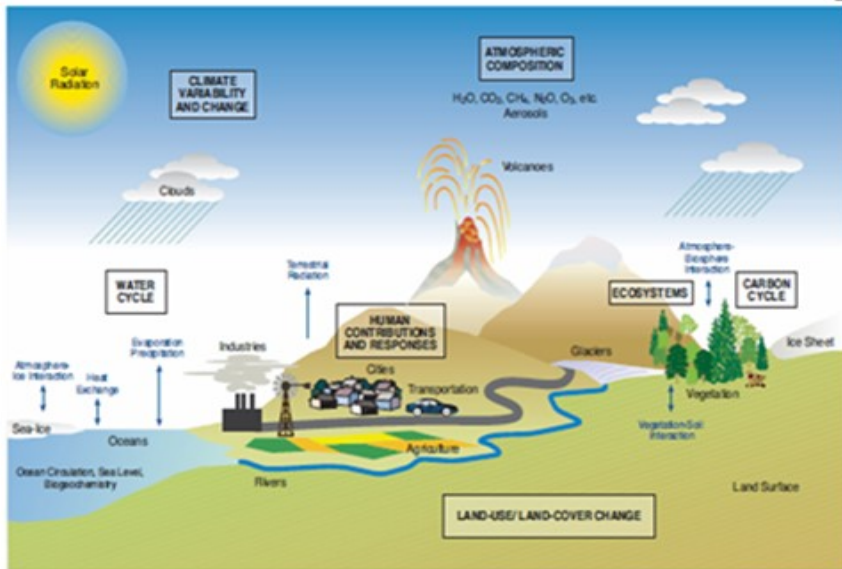 Solar
Radiation
CLIMATE
VARIABILITY
AND CHANGE
ATMOSPHERIC
COMPOSITION
H₂O, CO₂, CH₄, N₂O, O₃, etc.
Aerosols
Volcanoes
Clouds
Atmosphere-
Biosphere
Interaction
Terrestrial
Radiation
WATER
CYCLE
ECOSYSTEMS
CARBON
CYCLE
HUMAN
CONTRIBUTIONS
AND RESPONSES
Evaporation
Precipitation
Industries
Glaciers
Ice Sheet
Atmosphere-
Ice Interaction
Heat
Exchange
Cities
Transportation
Vegetation
Sea-Ice
Oceans
Vegetation-Soil
Interaction
Agriculture
Ocean Circulation, Sea Level,
Biogeochemistry
Rivers
Land Surface
LAND-USE/ LAND-COVER CHANGE